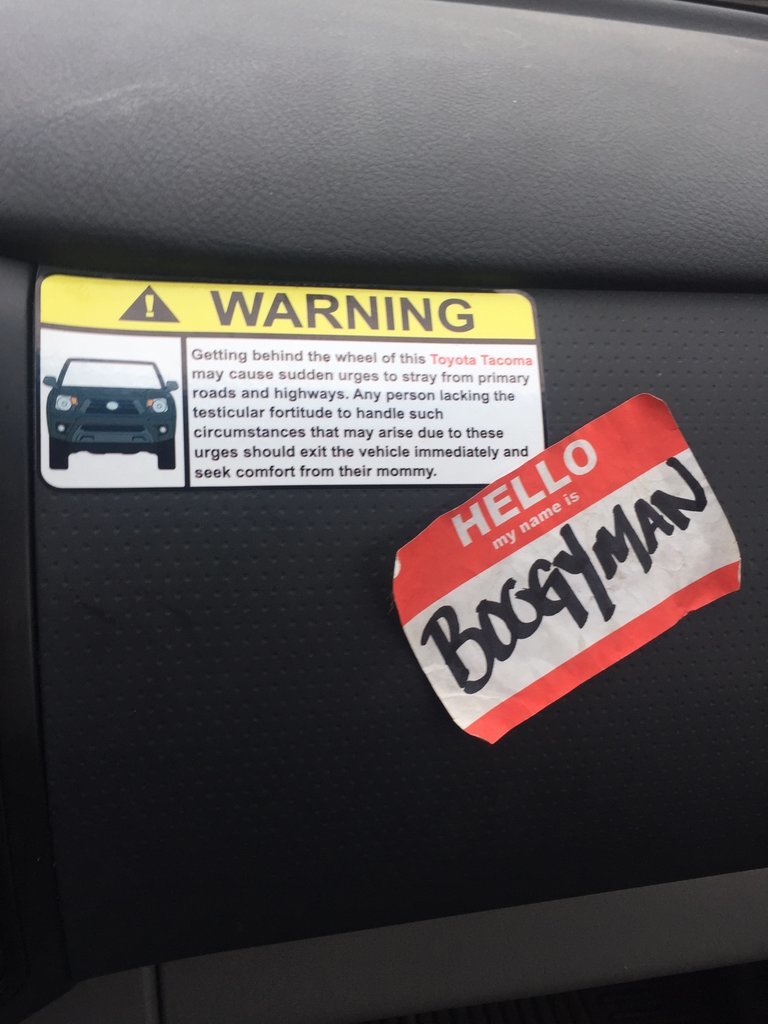 WARNING
Getting behind the wheel of this Toyota Tacoma
may cause sudden urges to stray from primary
roads and highways. Any person lacking the
testicular fortitude to handle such
circumstances that may arise due to these
urges should exit the vehicle immediately and
seek comfort from their mommy.
HELLO
my name is
BOOGYMAN